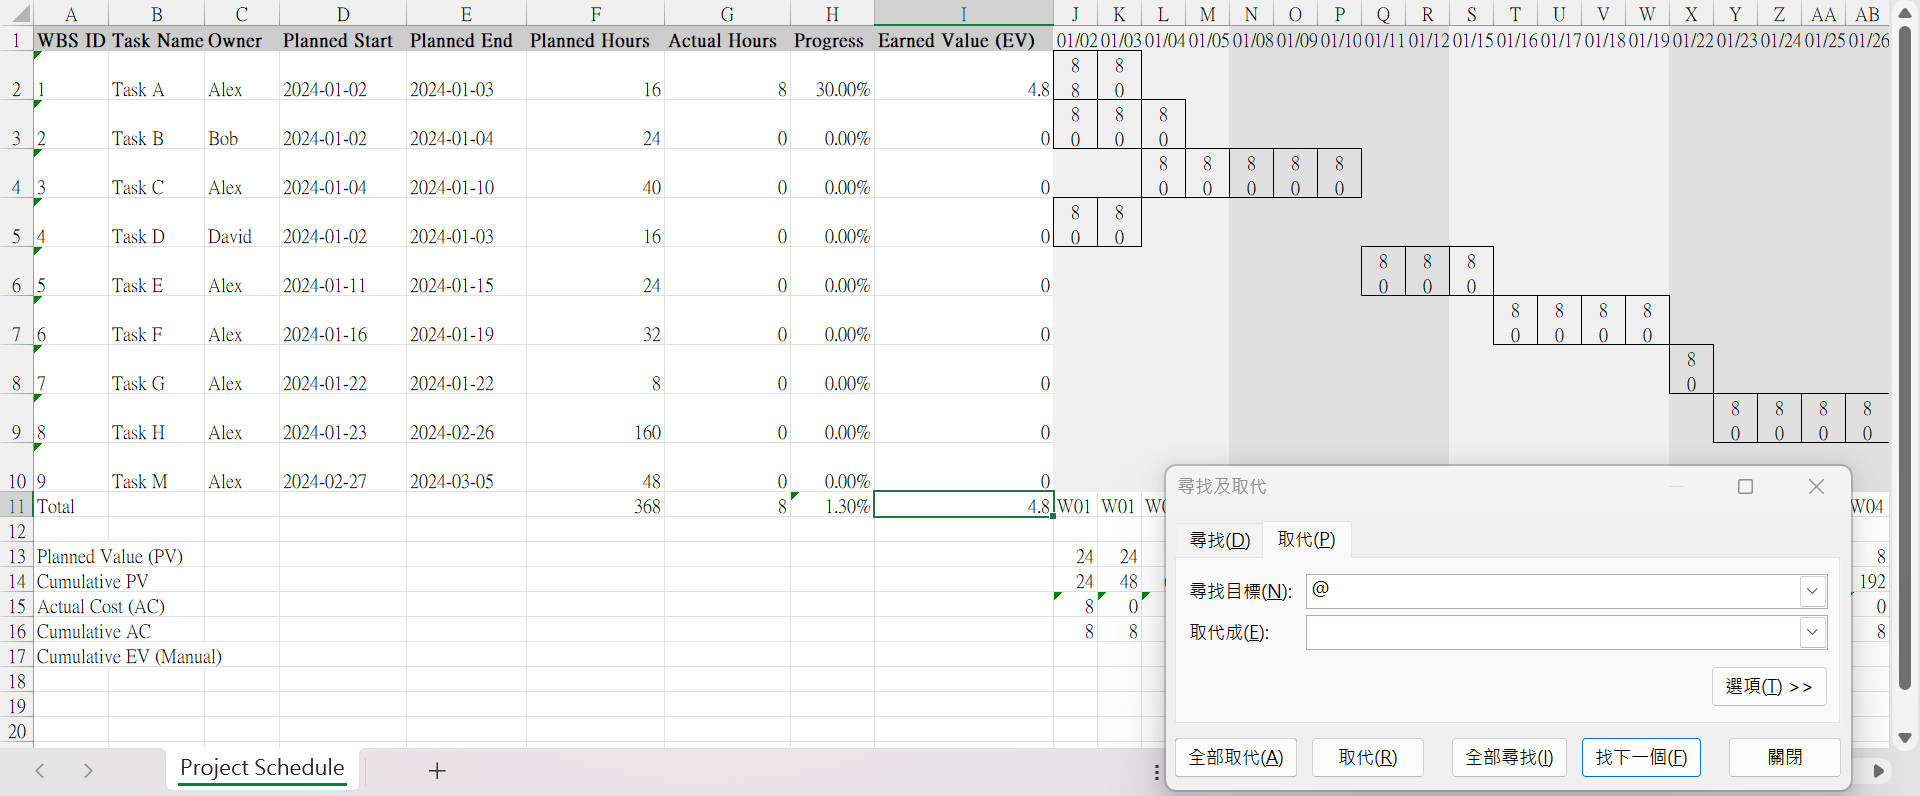 A B C D E F G H I J K L M N O P Q R S T U V W X Y Z AA AB
1 WBS ID Task Name Owner Planned Start Planned End Planned Hours Actual Hours Progress Earned Value (EV) 01/02 01/03 01/04 01/05 01/08 01/09 01/10 01/11 01/12 01/15 01/16 01/17 01/18 01/19 01/22 01/23 01/24 01/25 01/26
8 8
2 1 Task A Alex 2024-01-02 2024-01-03 16 8 30.00% 4.8 8 0
8 8 8
3 2 Task B Bob 2024-01-02 2024-01-04 24 0 0.00% 0 0 0 0
8 8 8 8 8
4 3 Task C Alex 2024-01-04 2024-01-10 40 0 0.00% 0 0 0 0 0 0
8 8
5 4 Task D David 2024-01-02 2024-01-03 16 0 0.00% 0 0 0
8 8 8
6 5 Task E Alex 2024-01-11 2024-01-15 24 0 0.00% 0 0 0 0
8 8 8 8
7 6 Task F Alex 2024-01-16 2024-01-19 32 0 0.00% 0 0 0 0 0
8
8 7 Task G Alex 2024-01-22 2024-01-22 8 0 0.00% 0 0
8 8 8 8
9 8 Task H Alex 2024-01-23 2024-02-26 160 0 0.00% 0 0 0 0 0
10 9 Task M Alex 2024-02-27 2024-03-05 48 0 0.00% 0
11 Total 368 8 1.30% 4.8 W01 W01 W04
12
13 Planned Value (PV) 24 24 8
14 Cumulative PV 24 48 192
15 Actual Cost (AC) 8 0 0
16 Cumulative AC 8 8 8
17 Cumulative EV (Manual)
18
19
20
Project Schedule
尋找及取代
尋找(D) 取代(P)
尋找目標(N): @
取代成(E):
選項(T) >>
全部取代(A) 取代(R) 全部尋找(I) 找下一個(F) 關閉